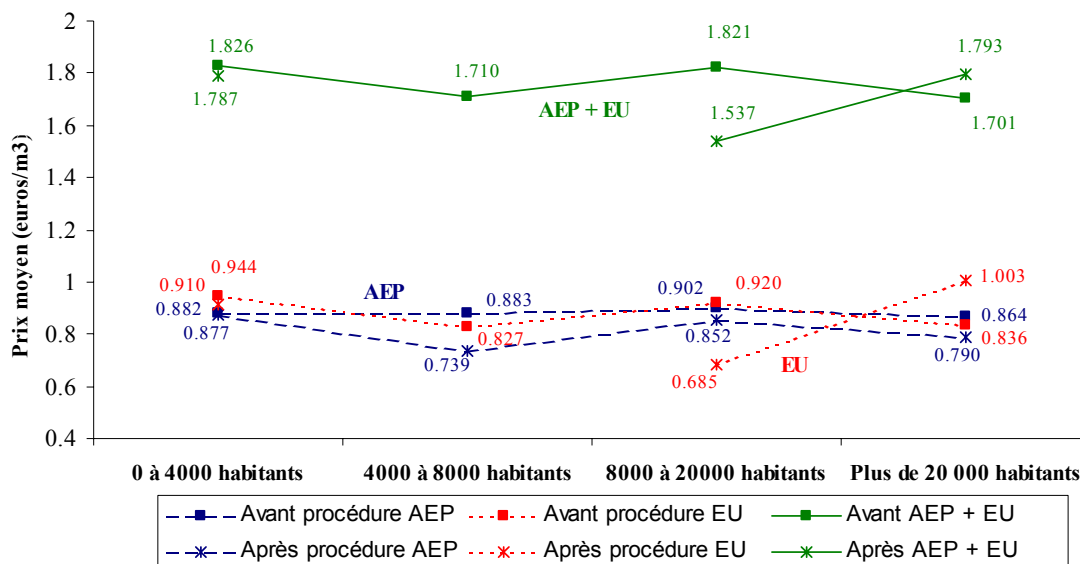 Prix moyen (euros/m3)
2
1.8
1.6
1.4
1.2
1
0.8
0.6
0.4
1.826
1.787
1.710
1.821
1.537
1.793
1.701
AEP + EU
0.944
0.910
0.882
0.877
AEP
0.883
0.827
0.739
0.902
0.920
0.852
0.685
EU
1.003
0.864
0.836
0.790
0 à 4000 habitants
4000 à 8000 habitants
8000 à 20000 habitants
Plus de 20 000 habitants
Avant procédure AEP
Avant procédure EU
Avant AEP + EU
Après procédure AEP
Après procédure EU
Après AEP + EU